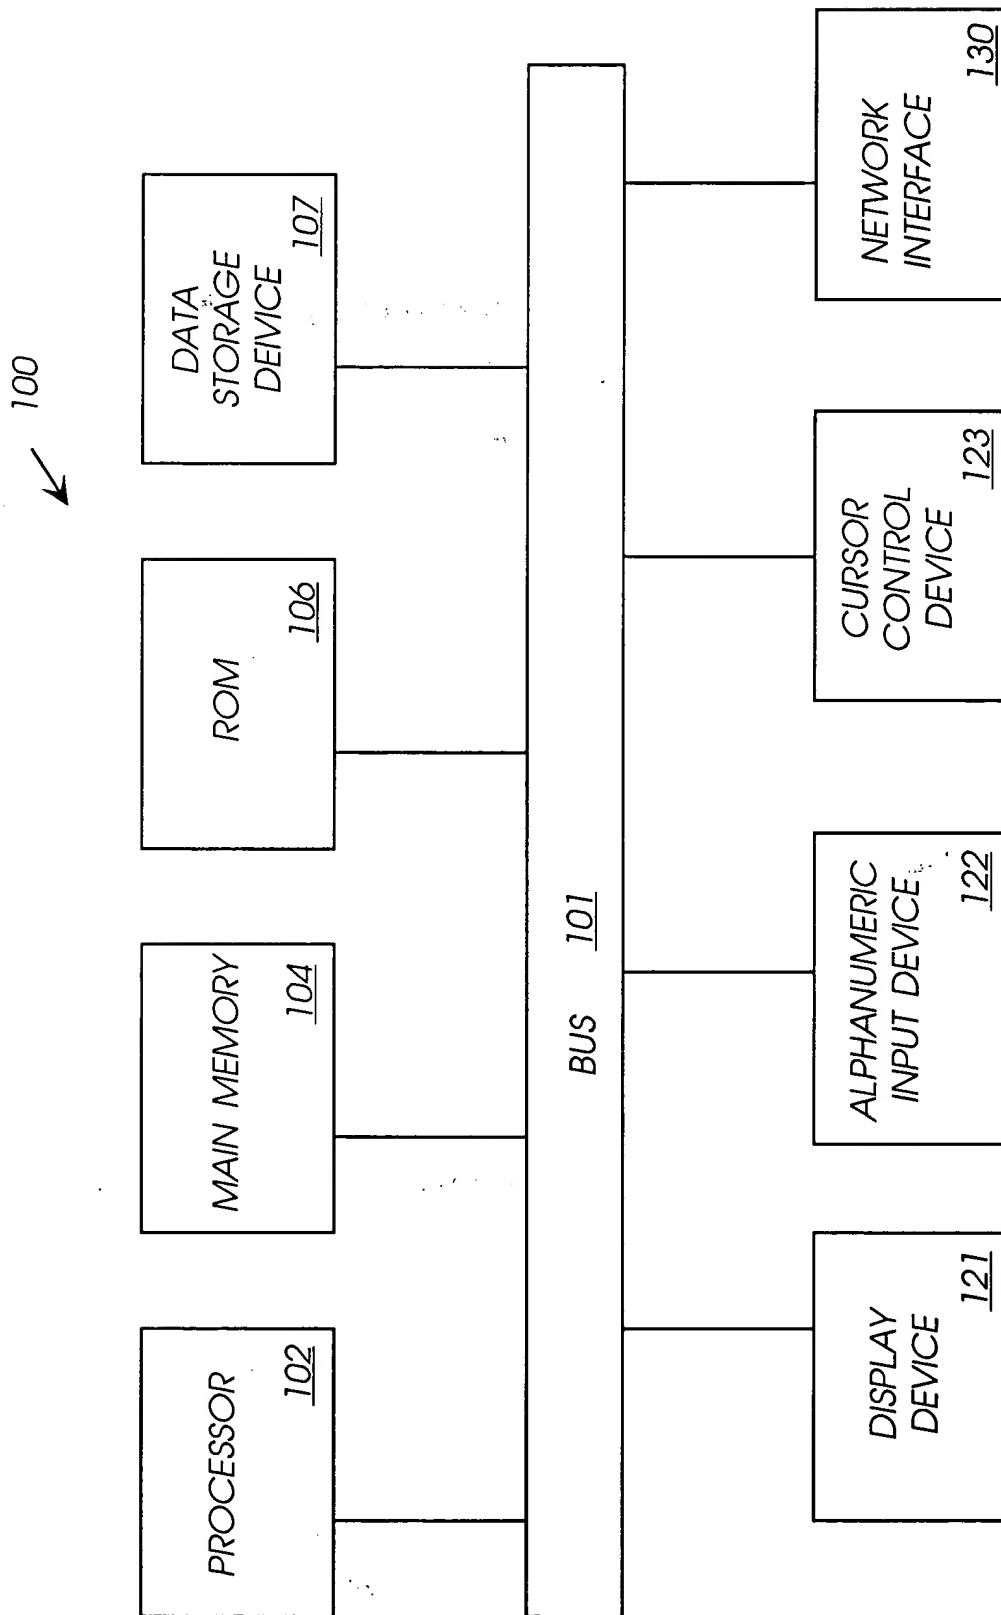 100
PROCESSOR
102
MAIN MEMORY
104
ROM
106
DATA
STORAGE
DEIVICE
107
BUS 101
DISPLAY
DEVICE
121
ALPHANUMERIC
INPUT DEVICE
122
CURSOR
CONTROL
DEVICE
123
NETWORK
INTERFACE
130